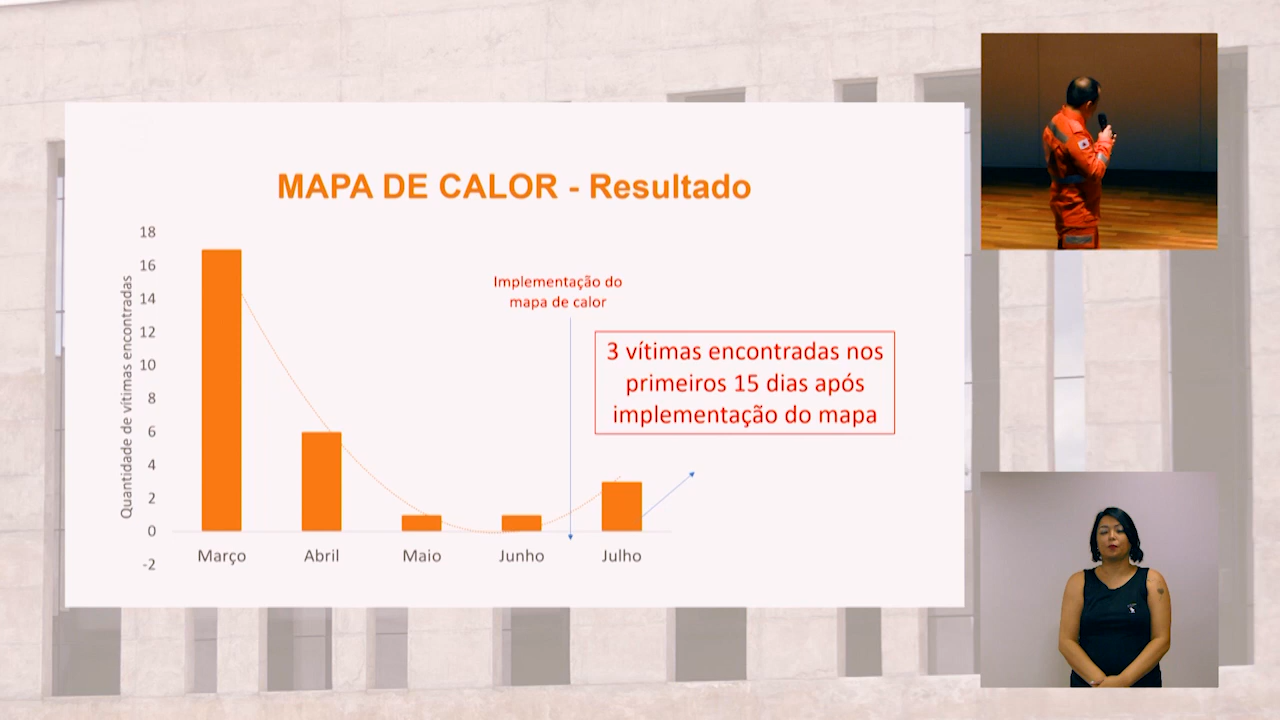 MAPA DE CALOR - Resultado
Quantidade de vítimas encontradas
18
16
14
12
10
8
6
4
2
0
-2
Implementação do
mapa de calor
3 vítimas encontradas nos
primeiros 15 dias após
implementação do mapa
Março
Abril
Maio
Junho
Julho